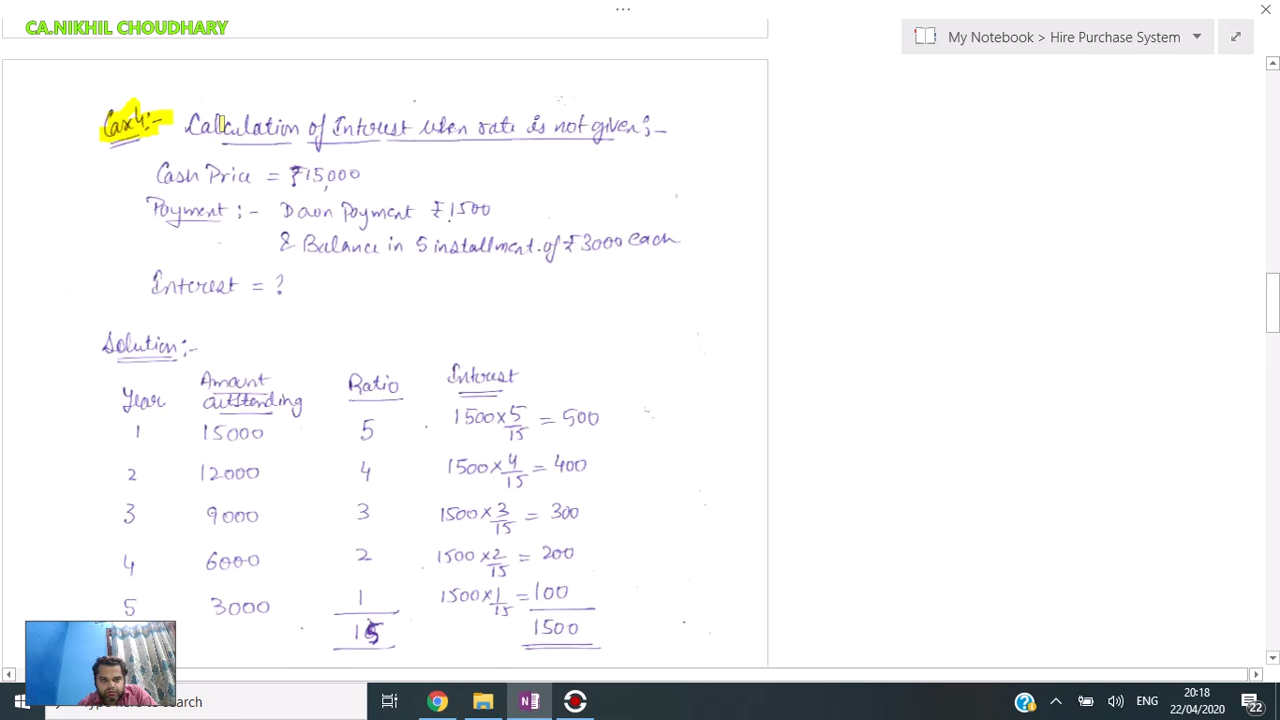 CA.NIKHIL CHOUDHARY
My Notebook > Hire Purchase System
Case 4:- Calculation of Interest when rate is not given:-
Cash Price = ₹15,000
Payment:- Down Payment ₹1500
& Balance in 5 installment of ₹3000 each
Interest = ?
Solution:-
Year Amount outstanding Ratio Interest
1 15000 5 1500 × 5/15 = 500
2 12000 4 1500 × 4/15 = 400
3 9000 3 1500 × 3/15 = 300
4 6000 2 1500 × 2/15 = 200
5 3000 1 1500 × 1/15 = 100
15 1500
search
ENG
20:18
22/04/2020
22